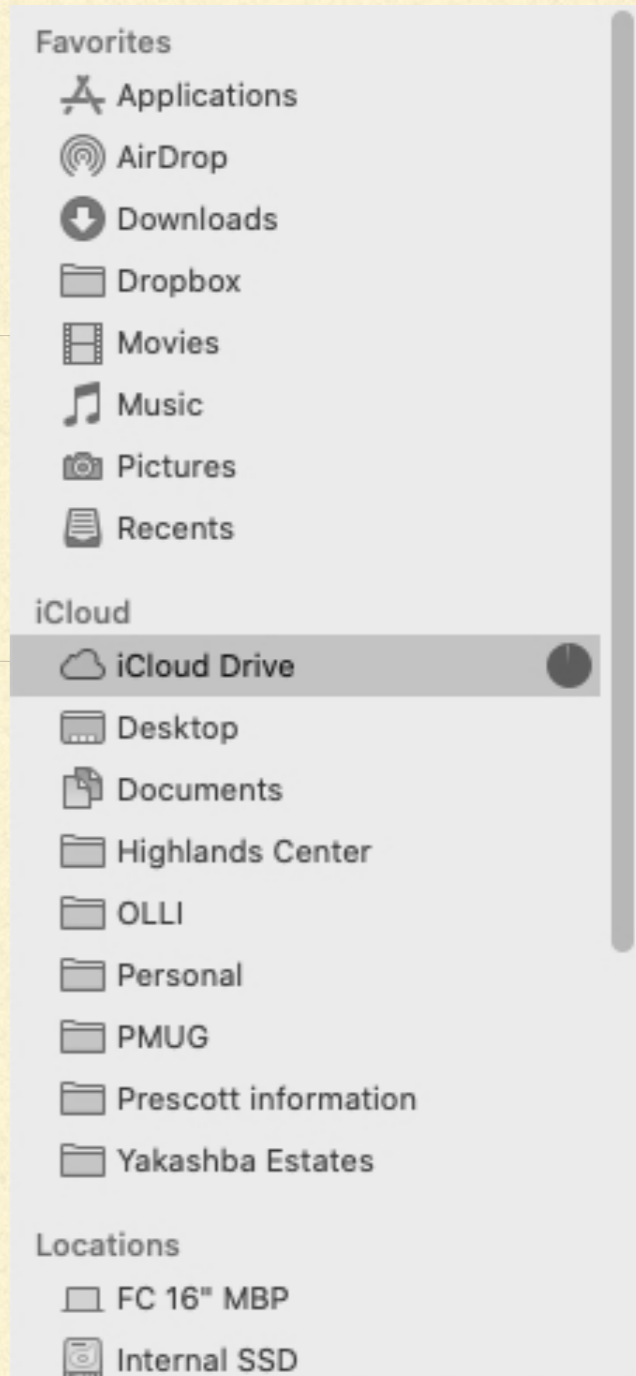 Favorites
Applications
AirDrop
Downloads
Dropbox
Movies
Music
Pictures
Recents
iCloud
iCloud Drive
Desktop
Documents
Highlands Center
OLLI
Personal
PMUG
Prescott information
Yakashba Estates
Locations
FC 16" MBP
Internal SSD